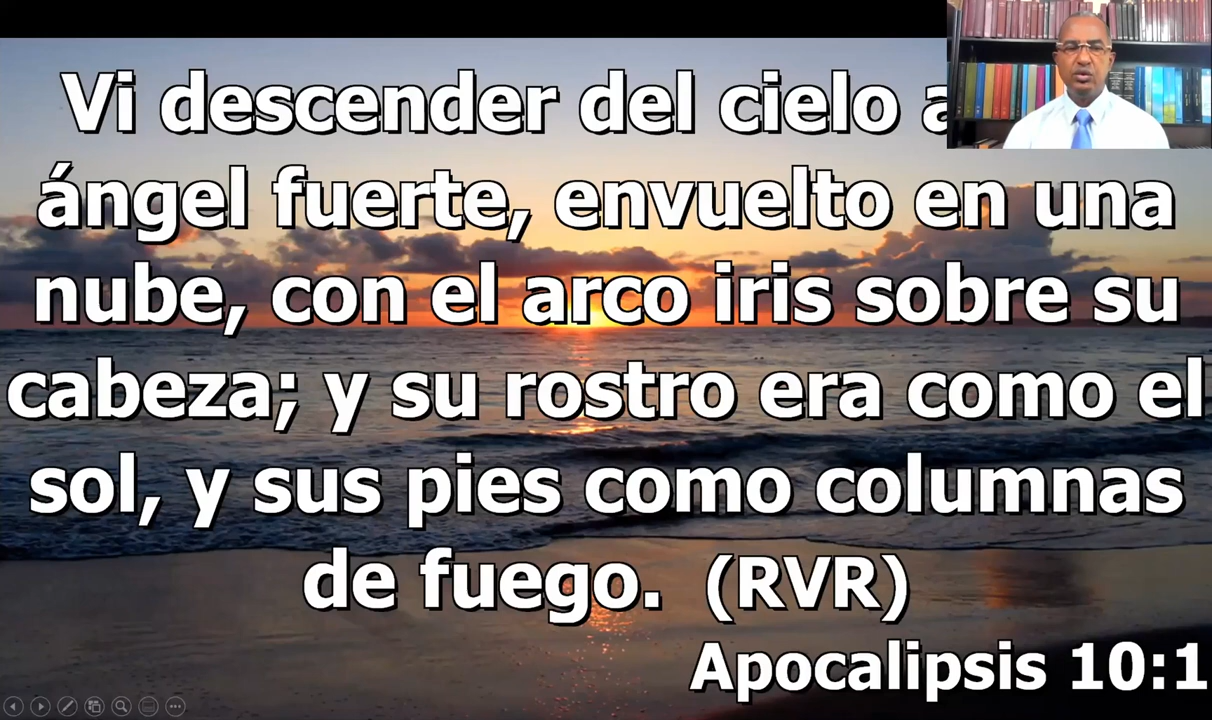 Vi descender del cielo a
ángel fuerte, envuelto en una
nube, con el arco iris sobre su
cabeza; y su rostro era como el
sol, y sus pies como columnas
de fuego. (RVR)
Apocalipsis 10:1